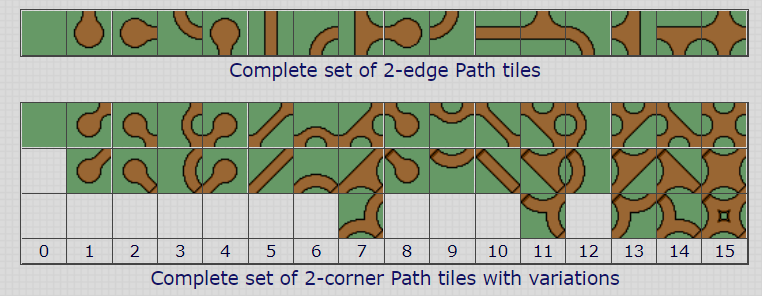 Complete set of 2-edge Path tiles
0 1 2 3 4 5 6 7 8 9 10 11 12 13 14 15
Complete set of 2-corner Path tiles with variations